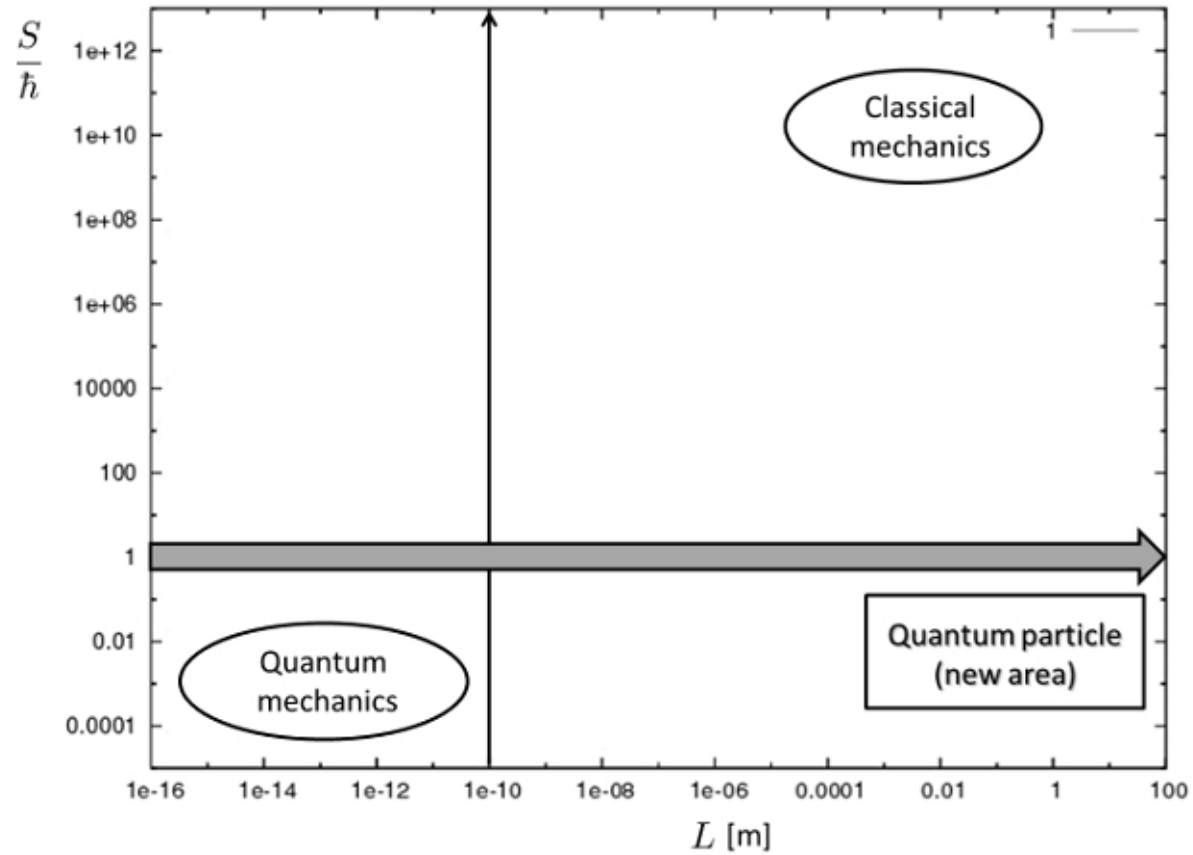 S
ħ
1e+12
1e+10
1e+08
1e+06
10000
100
1
0.01
0.0001
1
Classical
mechanics
Quantum
mechanics
Quantum particle
(new area)
1e-16 1e-14 1e-12 1e-10 1e-08 1e-06 0.0001 0.01 1 100
L [m]